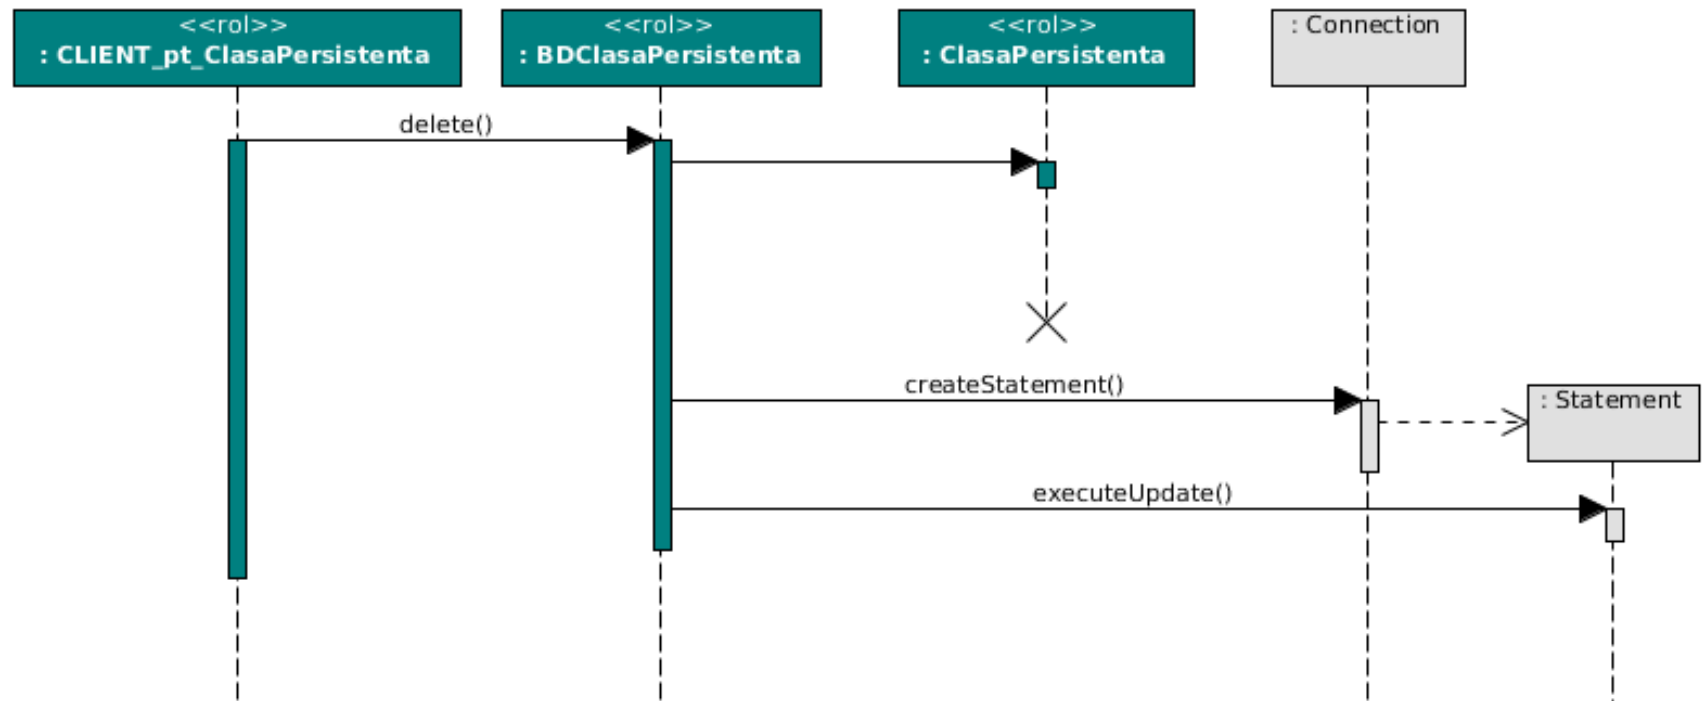 <<rol>>
: CLIENT_pt_ClasaPersistenta
<<rol>>
: BDClasaPersistenta
<<rol>>
: ClasaPersistenta
: Connection
delete()
createStatement()
: Statement
executeUpdate()